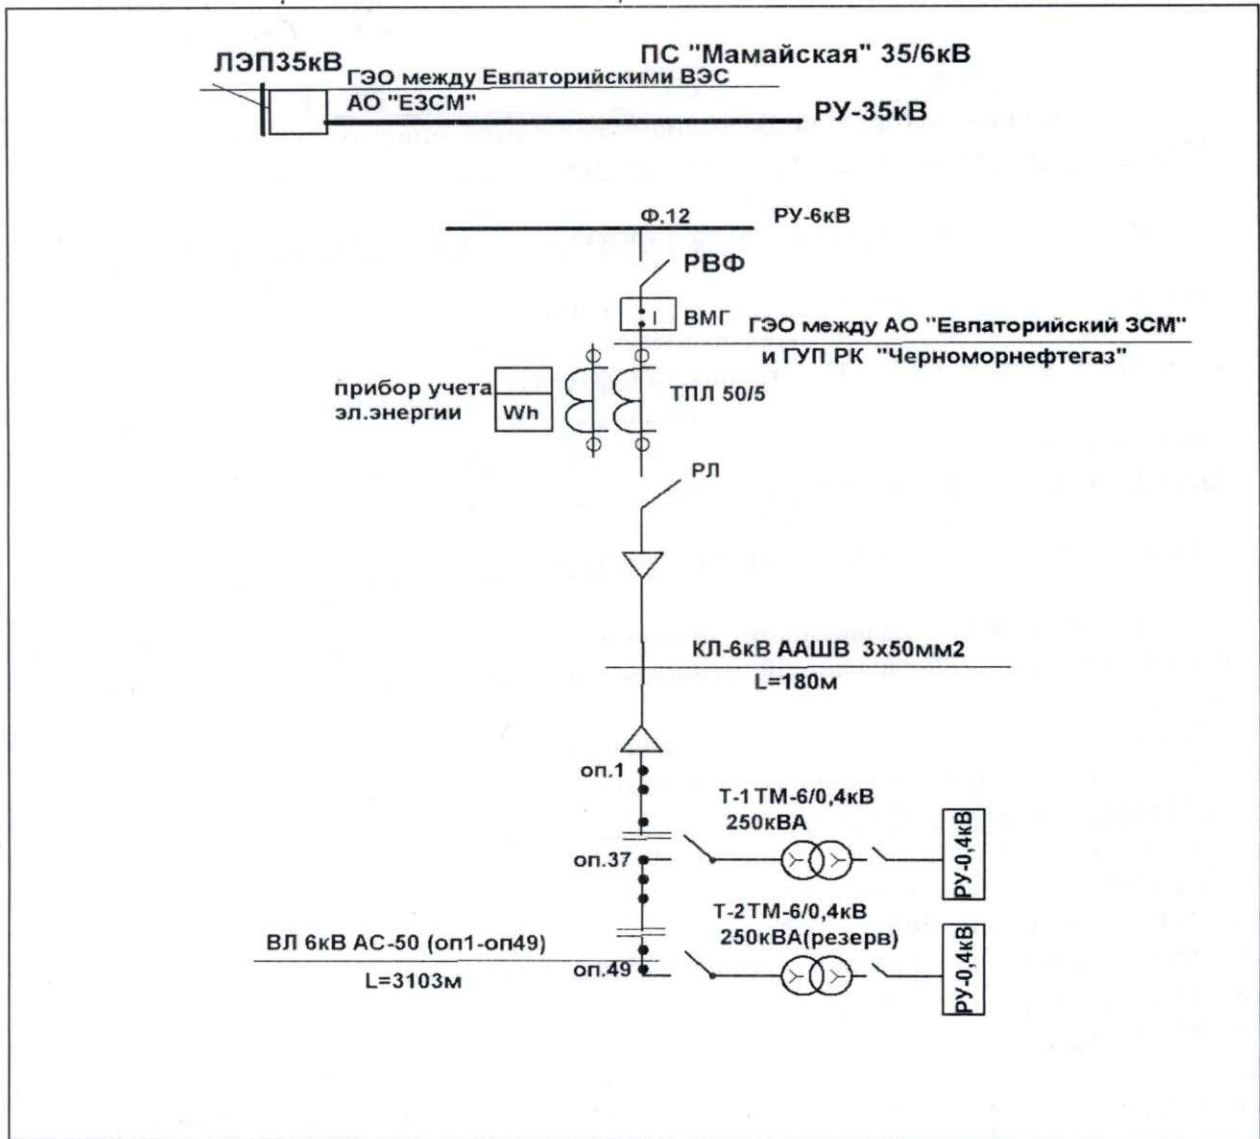 ЛЭП35кВ
ПС "Мамайская" 35/6кВ
ГЭО между Евпаторийскими ВЭС
АО "ЕЗСМ"
РУ-35кВ
Ф.12
РУ-6кВ
РВФ
ВМГ
ГЭО между АО "Евпаторийский ЗСМ"
и ГУП РК "Черноморнефтегаз"
прибор учета
эл.энергии
Wh
ТПЛ 50/5
РЛ
КЛ-6кВ ААШВ 3х50мм2
L=180м
оп.1
Т-1 ТМ-6/0,4кВ
250кВА
оп.37
РУ-0,4кВ
Т-2ТМ-6/0,4кВ
250кВА(резерв)
ВЛ 6кВ АС-50 (оп1-оп49)
L=3103м
оп.49
РУ-0,4кВ